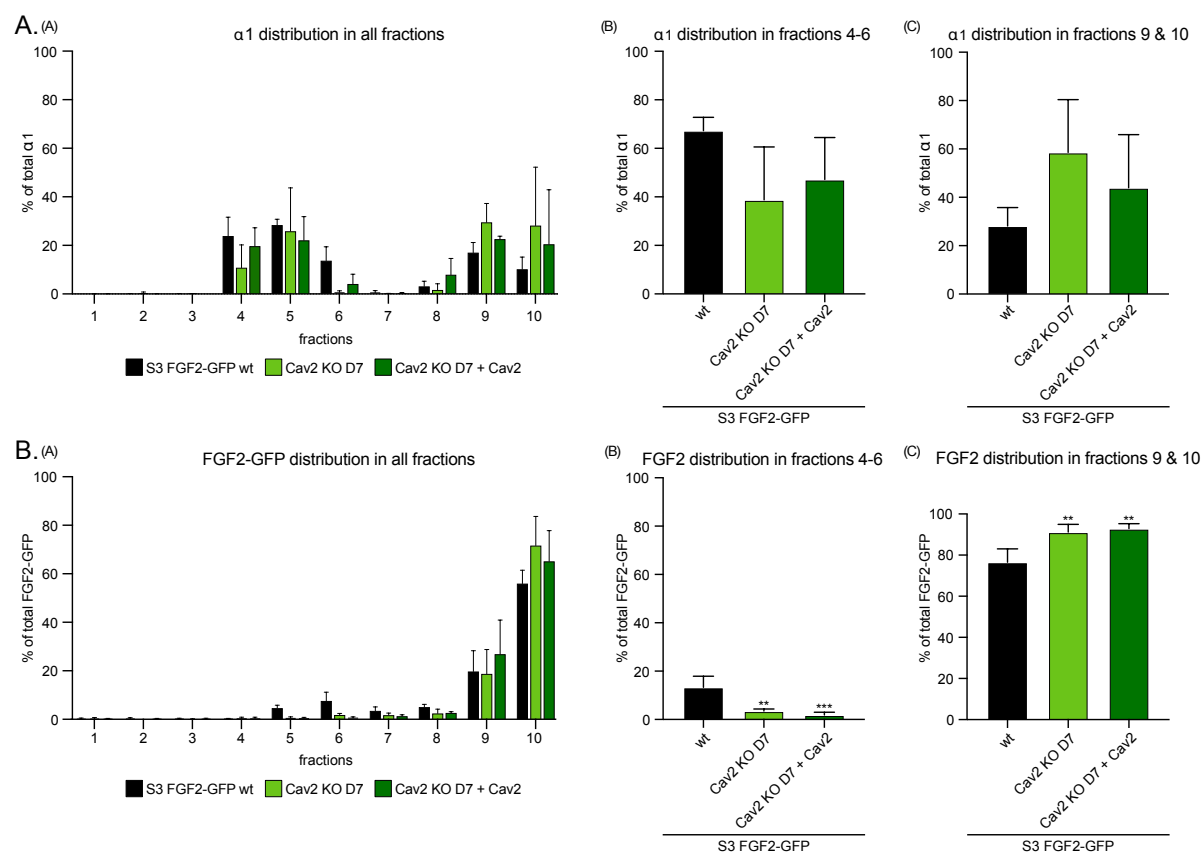 A. (A)
α1 distribution in all fractions
% of total α1
100
80
60
40
20
0
1 2 3 4 5 6 7 8 9 10
fractions
S3 FGF2-GFP wt Cav2 KO D7 Cav2 KO D7 + Cav2
(B)
α1 distribution in fractions 4-6
% of total α1
100
80
60
40
20
0
wt
Cav2 KO D7
Cav2 KO D7 + Cav2
S3 FGF2-GFP
(C)
α1 distribution in fractions 9 & 10
% of total α1
100
80
60
40
20
0
wt
Cav2 KO D7
Cav2 KO D7 + Cav2
S3 FGF2-GFP
B. (A)
FGF2-GFP distribution in all fractions
% of total FGF2-GFP
100
80
60
40
20
0
1 2 3 4 5 6 7 8 9 10
fractions
S3 FGF2-GFP wt Cav2 KO D7 Cav2 KO D7 + Cav2
(B)
FGF2 distribution in fractions 4-6
% of total FGF2-GFP
100
80
60
40
20
0
**
***
wt
Cav2 KO D7
Cav2 KO D7 + Cav2
S3 FGF2-GFP
(C)
FGF2 distribution in fractions 9 & 10
% of total FGF2-GFP
100
80
60
40
20
0
**
**
wt
Cav2 KO D7
Cav2 KO D7 + Cav2
S3 FGF2-GFP